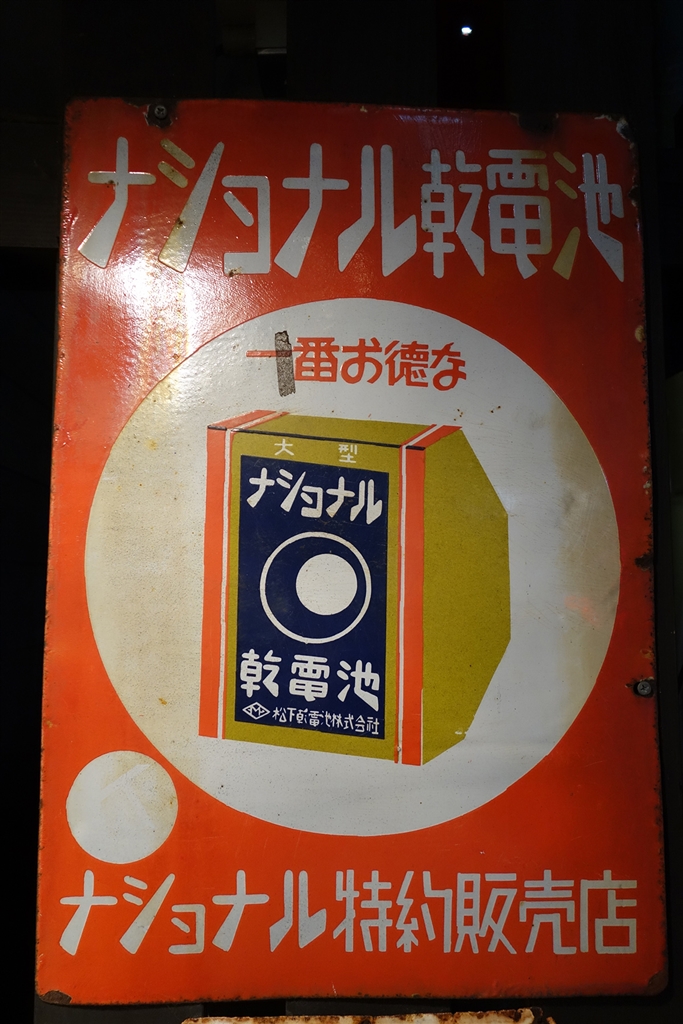 ナショナル乾電池
一番お徳な
大型
ナショナル
乾電池
松下乾電池株式会社
ナショナル特約販売店